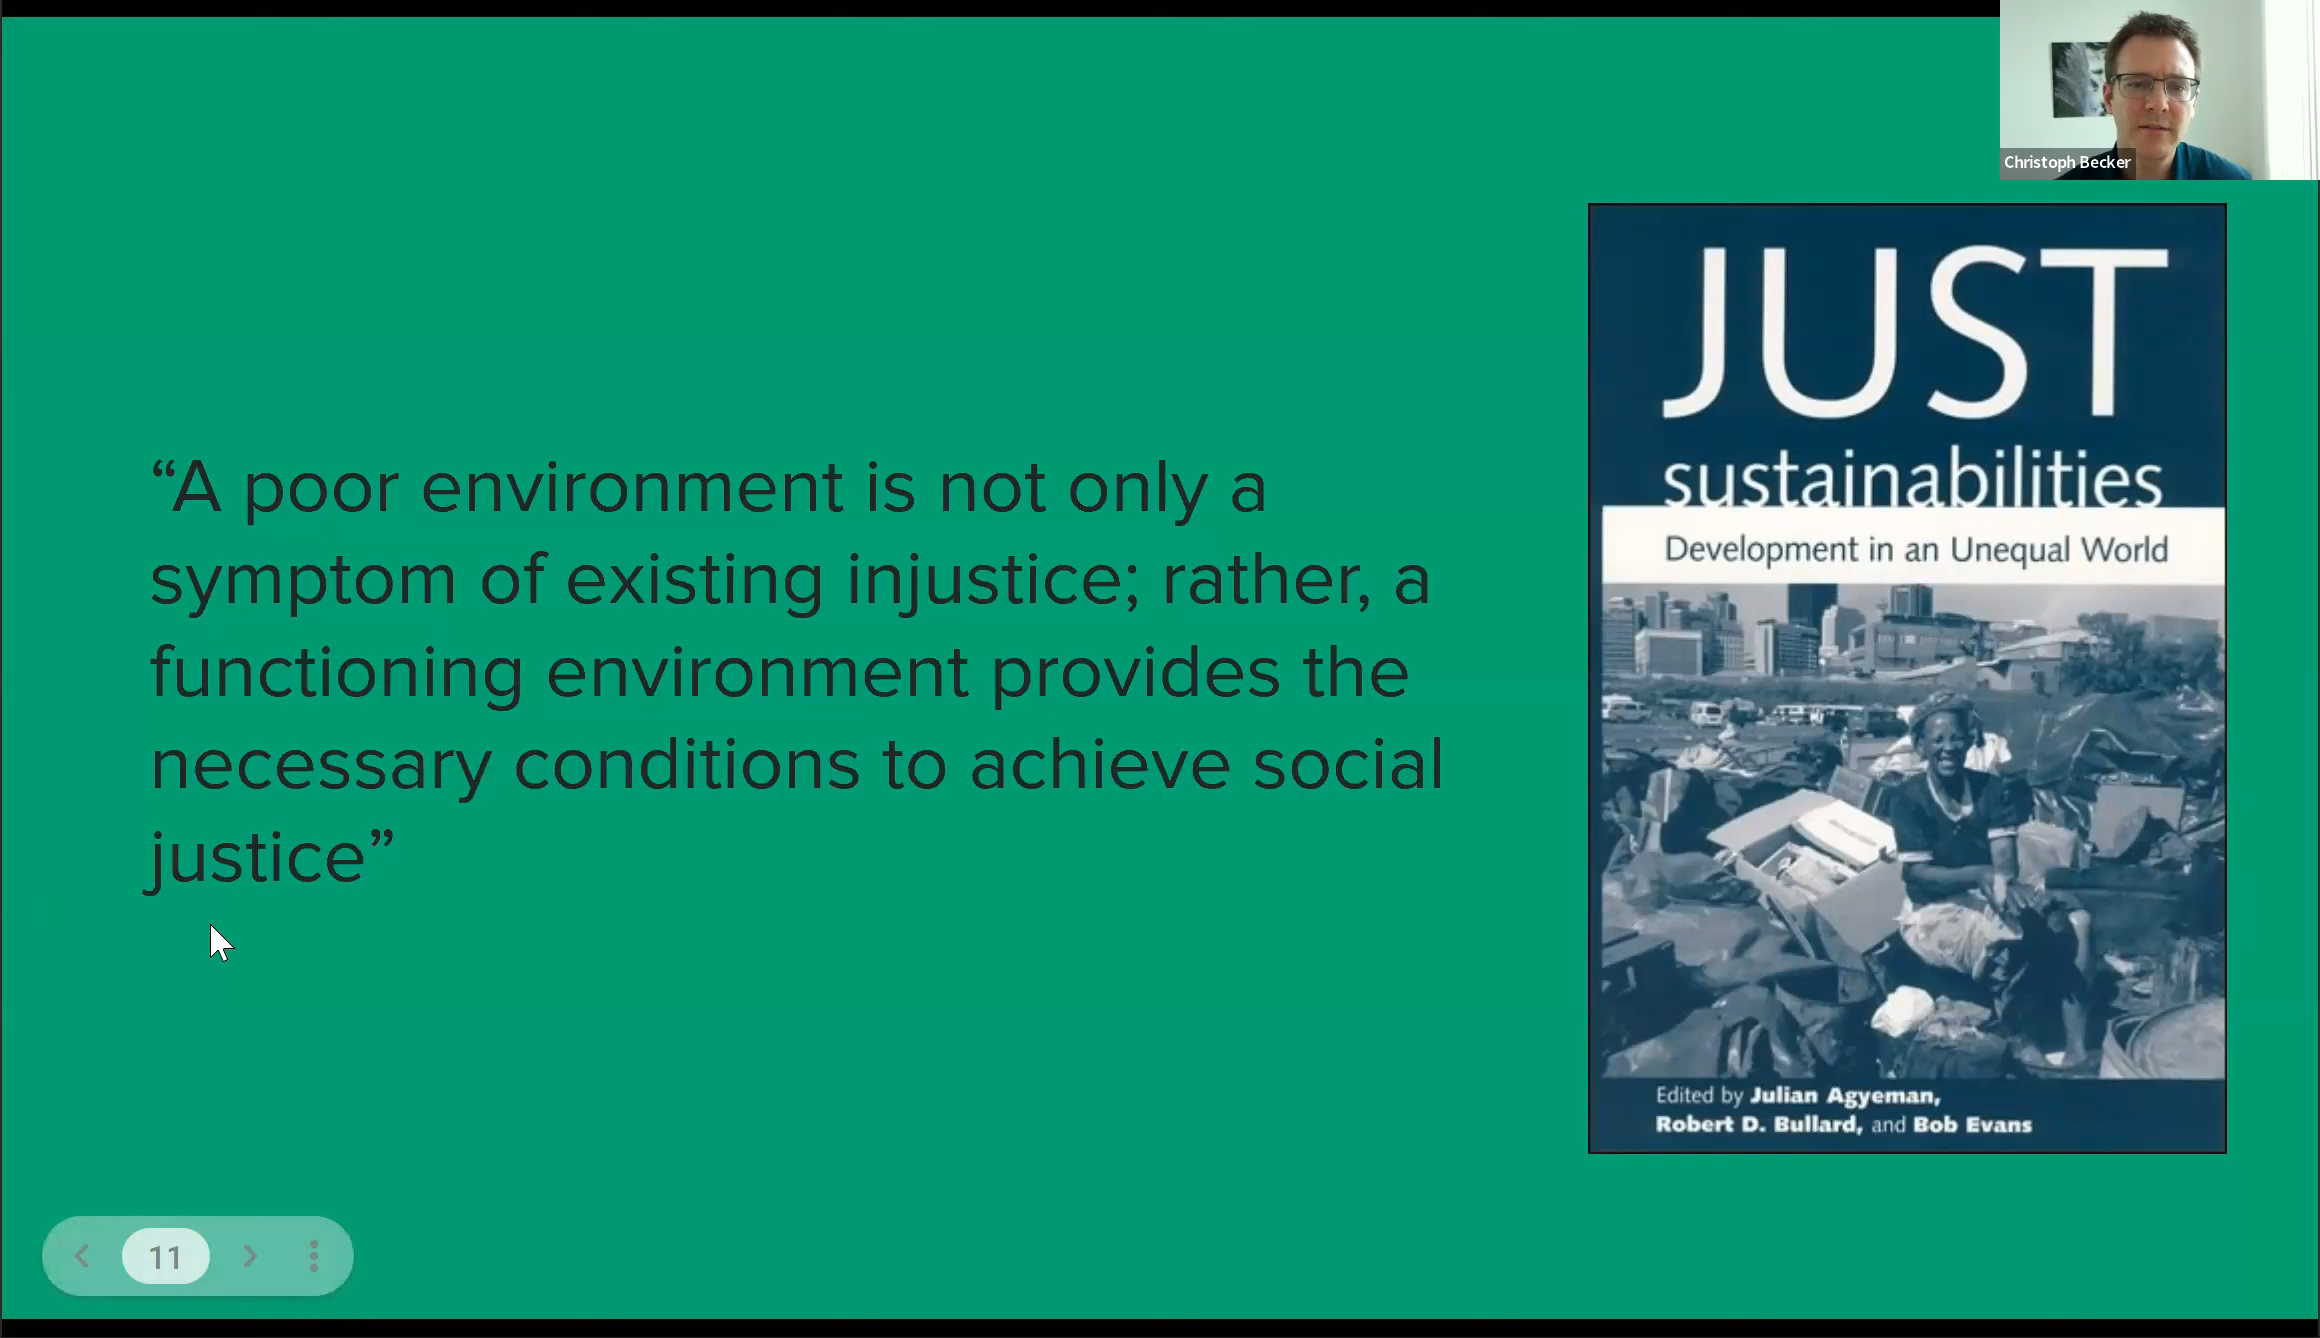 Christoph Becker
“A poor environment is not only a
symptom of existing injustice; rather, a
functioning environment provides the
necessary conditions to achieve social
justice”
JUST
sustainabilities
Development in an Unequal World
Edited by Julian Agyeman,
Robert D. Bullard, and Bob Evans
11